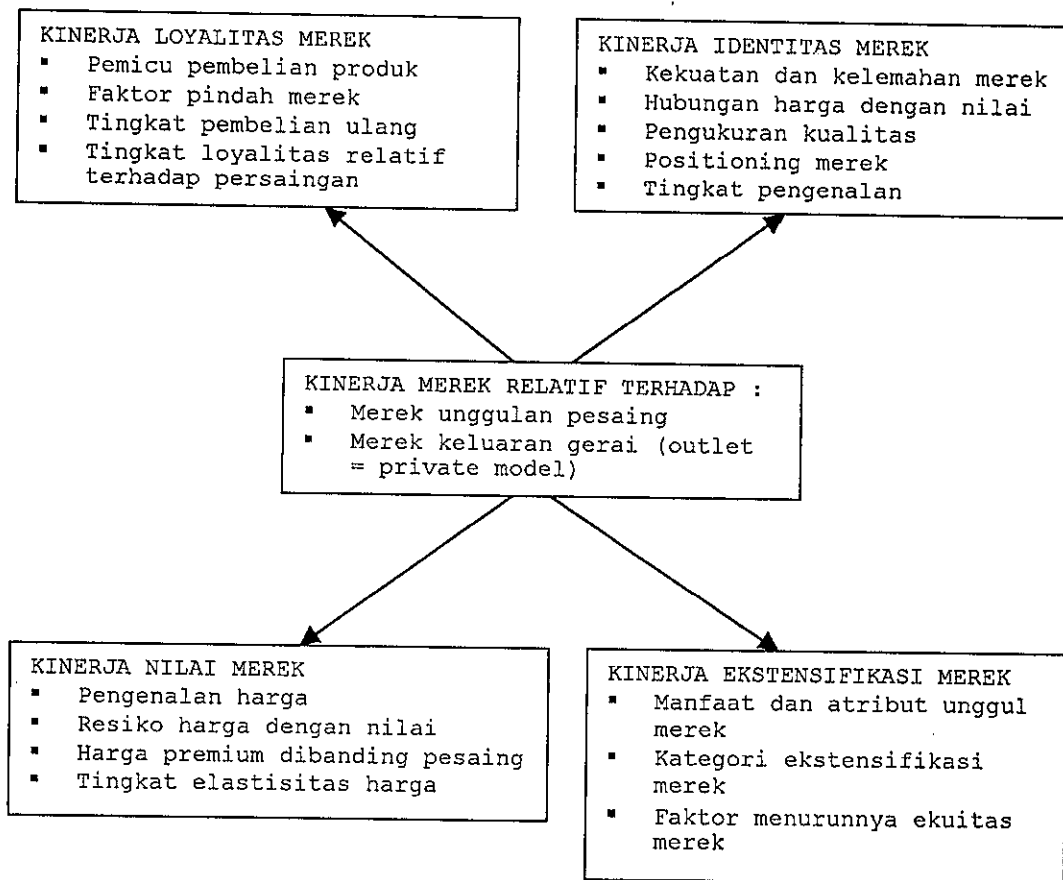 KINERJA LOYALITAS MEREK
▪ Pemicu pembelian produk
▪ Faktor pindah merek
▪ Tingkat pembelian ulang
▪ Tingkat loyalitas relatif
terhadap persaingan
KINERJA IDENTITAS MEREK
▪ Kekuatan dan kelemahan merek
▪ Hubungan harga dengan nilai
▪ Pengukuran kualitas
▪ Positioning merek
▪ Tingkat pengenalan
KINERJA MEREK RELATIF TERHADAP :
▪ Merek unggulan pesaing
▪ Merek keluaran gerai (outlet
= private model)
KINERJA NILAI MEREK
▪ Pengenalan harga
▪ Resiko harga dengan nilai
▪ Harga premium dibanding pesaing
▪ Tingkat elastisitas harga
KINERJA EKSTENSIFIKASI MEREK
▪ Manfaat dan atribut unggul
merek
▪ Kategori ekstensifikasi
merek
▪ Faktor menurunnya ekuitas
merek